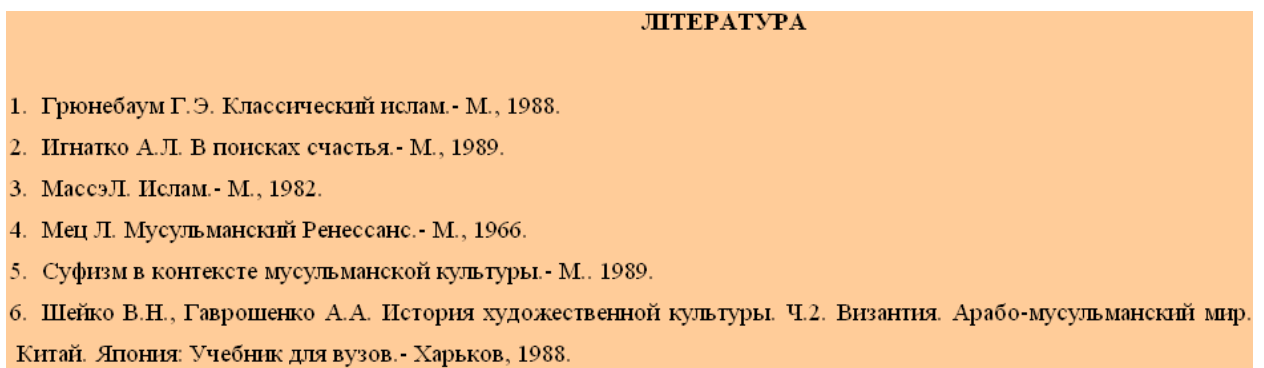 ЛІТЕРАТУРА
1. Грюнебаум Г.Э. Классический ислам.- М., 1988.
2. Игнатко А.Л. В поисках счастья.- М., 1989.
3. МассэЛ. Ислам.- М., 1982.
4. Мец Л. Мусульманский Ренессанс.- М., 1966.
5. Суфизм в контексте мусульманской культуры.- М.. 1989.
6. Шейко В.Н., Гаврошенко А.А. История художественной культуры. Ч.2. Византия. Арабо-мусульманский мир.
Китай. Япония: Учебник для вузов.- Харьков, 1988.